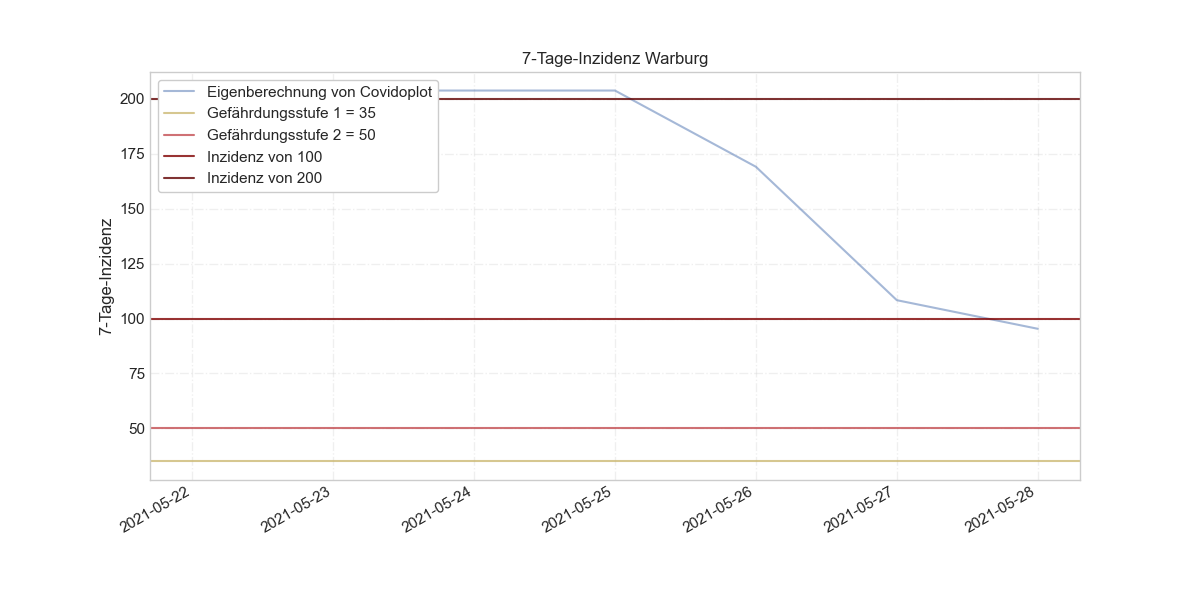 7-Tage-Inzidenz Warburg
Eigenberechnung von Covidoplot
Gefährdungsstufe 1 = 35
Gefährdungsstufe 2 = 50
Inzidenz von 100
Inzidenz von 200
7-Tage-Inzidenz
200
175
150
125
100
75
50
2021-05-22
2021-05-23
2021-05-24
2021-05-25
2021-05-26
2021-05-27
2021-05-28